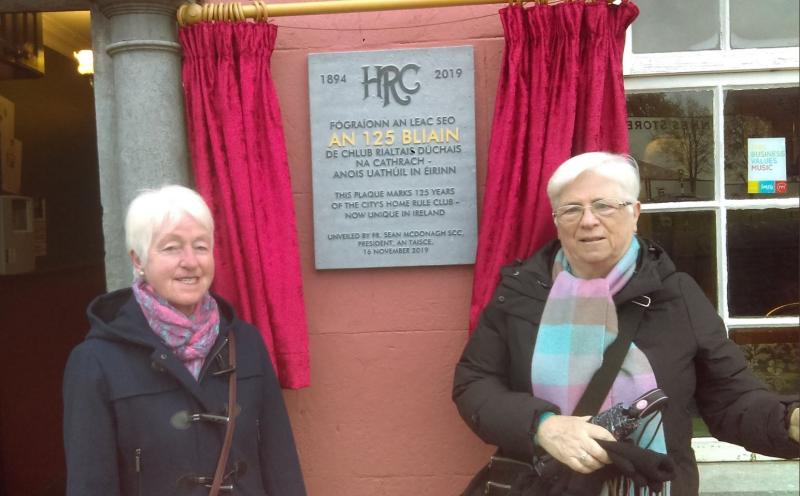 1894 HRC 2019
FÓGRAÍONN AN LEAC SEO
AN 125 BLIAIN
DE CHLUB RIALTAIS DÚCHAIS
NA CATHRACH -
ANOIS UATHÚIL IN ÉIRINN
THIS PLAQUE MARKS 125 YEARS
OF THE CITY'S HOME RULE CLUB -
NOW UNIQUE IN IRELAND
UNVEILED BY FR. SEAN MCDONAGH SCC,
PRESIDENT, AN TAISCE,
16 NOVEMBER 2019
STORE
BUSINESS
VALUES
MUSIC